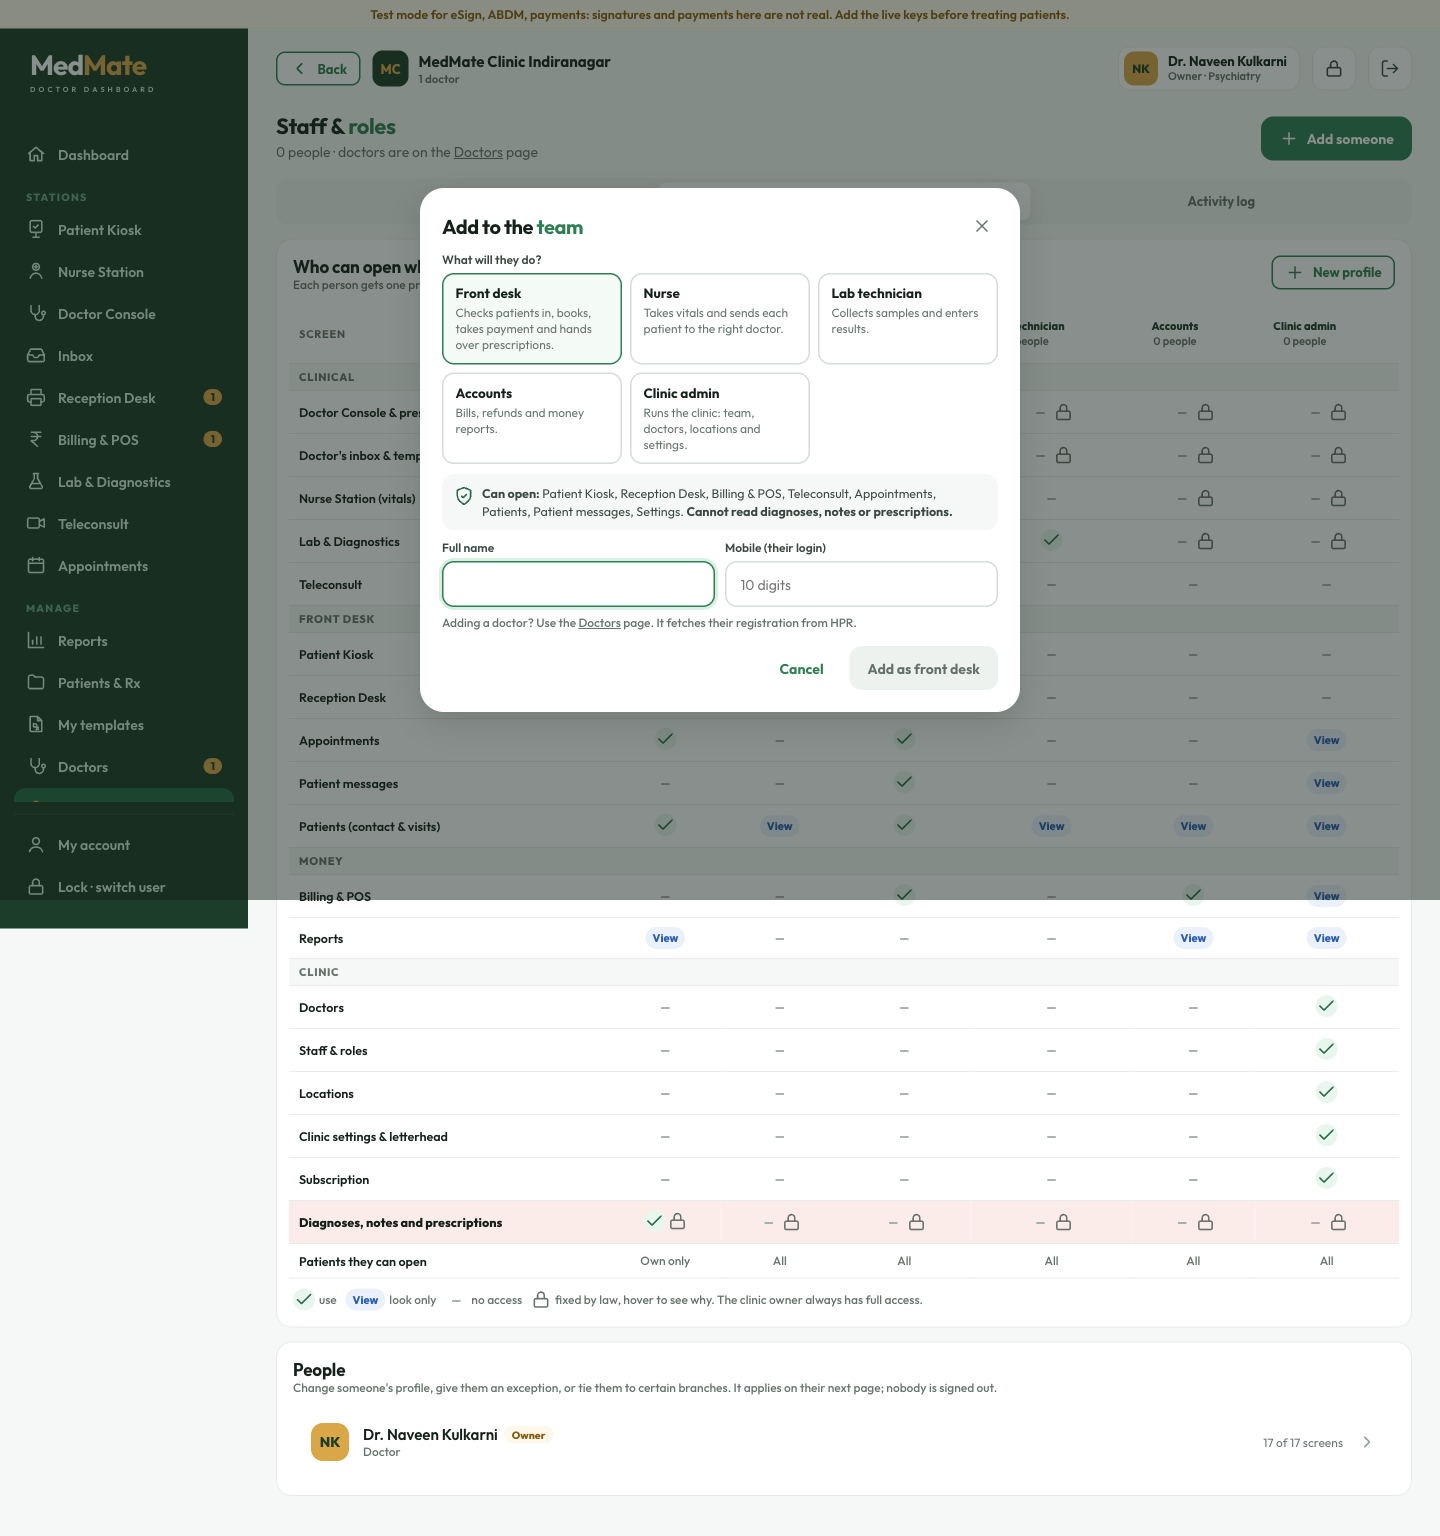 Test mode for eSign, ABDM, payments: signatures and payments here are not real. Add the live keys before treating patients.
MedMate
DOCTOR DASHBOARD
Back
MC
MedMate Clinic Indiranagar
1 doctor
NK
Dr. Naveen Kulkarni
Owner · Psychiatry
Staff & roles
0 people · doctors are on the Doctors page
Add someone
Dashboard
STATIONS
Patient Kiosk
Nurse Station
Doctor Console
Inbox
Reception Desk 1
Billing & POS 1
Lab & Diagnostics
Teleconsult
Appointments
MANAGE
Reports
Patients & Rx
My templates
Doctors 1
My account
Lock · switch user
Activity log
Who can open
Each person gets one
New profile
SCREEN
Accounts
0 people
Clinic admin
0 people
Add to the team
What will they do?
Front desk
Checks patients in, books,
takes payment and hands
over prescriptions.
Nurse
Takes vitals and sends each
patient to the right doctor.
Lab technician
Collects samples and enters
results.
Accounts
Bills, refunds and money
reports.
Clinic admin
Runs the clinic: team,
doctors, locations and
settings.
Can open: Patient Kiosk, Reception Desk, Billing & POS, Teleconsult, Appointments,
Patients, Patient messages, Settings. Cannot read diagnoses, notes or prescriptions.
Full name
Mobile (their login)
10 digits
Adding a doctor? Use the Doctors page. It fetches their registration from HPR.
Cancel
Add as front desk
CLINICAL
Doctor Console & — — —
Doctor's inbox & — — —
Nurse Station (vitals) — — —
Lab & Diagnostics — —
Teleconsult — — —
FRONT DESK
Patient Kiosk — — —
Reception Desk — — —
Appointments — — — View
Patient messages — — — — View
Patients (contact & visits) View View View View
MONEY
Billing & POS — — — View
Reports View — — — View View
CLINIC
Doctors — — — — —
Staff & roles — — — — —
Locations — — — — —
Clinic settings & letterhead — — — — —
Subscription — — — — —
Diagnoses, notes and prescriptions — — — — —
Patients they can open Own only All All All All All
use View look only — no access fixed by law, hover to see why. The clinic owner always has full access.
People
Change someone's profile, give them an exception, or tie them to certain branches. It applies on their next page; nobody is signed out.
NK
Dr. Naveen Kulkarni Owner
Doctor
17 of 17 screens